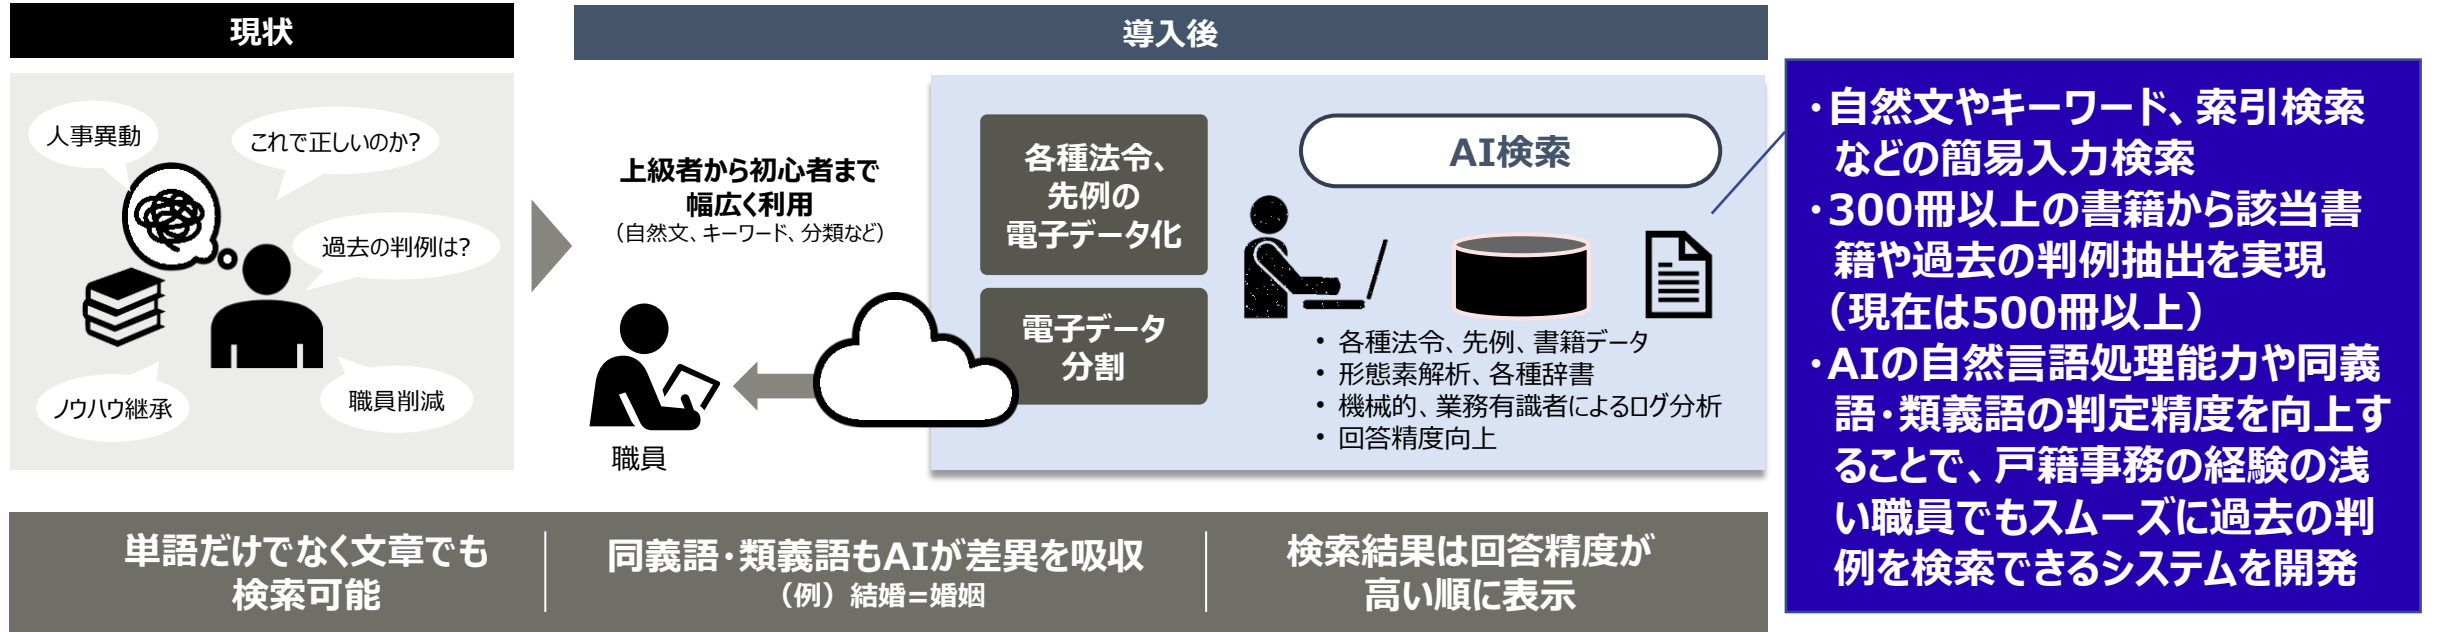 現状
人事異動
これで正しいのか?
過去の判例は?
ノウハウ継承
職員削減
導入後
上級者から初心者まで
幅広く利用
（自然文、キーワード、分類など）
職員
各種法令、
先例の
電子データ化
電子データ
分割
AI検索
• 各種法令、先例、書籍データ
• 形態素解析、各種辞書
• 機械的、業務有識者によるログ分析
• 回答精度向上
・自然文やキーワード、索引検索
などの簡易入力検索
・300冊以上の書籍から該当書
籍や過去の判例抽出を実現
（現在は500冊以上）
・AIの自然言語処理能力や同義
語・類義語の判定精度を向上す
ることで、戸籍事務の経験の浅
い職員でもスムーズに過去の判
例を検索できるシステムを開発
単語だけでなく文章でも
検索可能
同義語・類義語もAIが差異を吸収
（例）結婚=婚姻
検索結果は回答精度が
高い順に表示